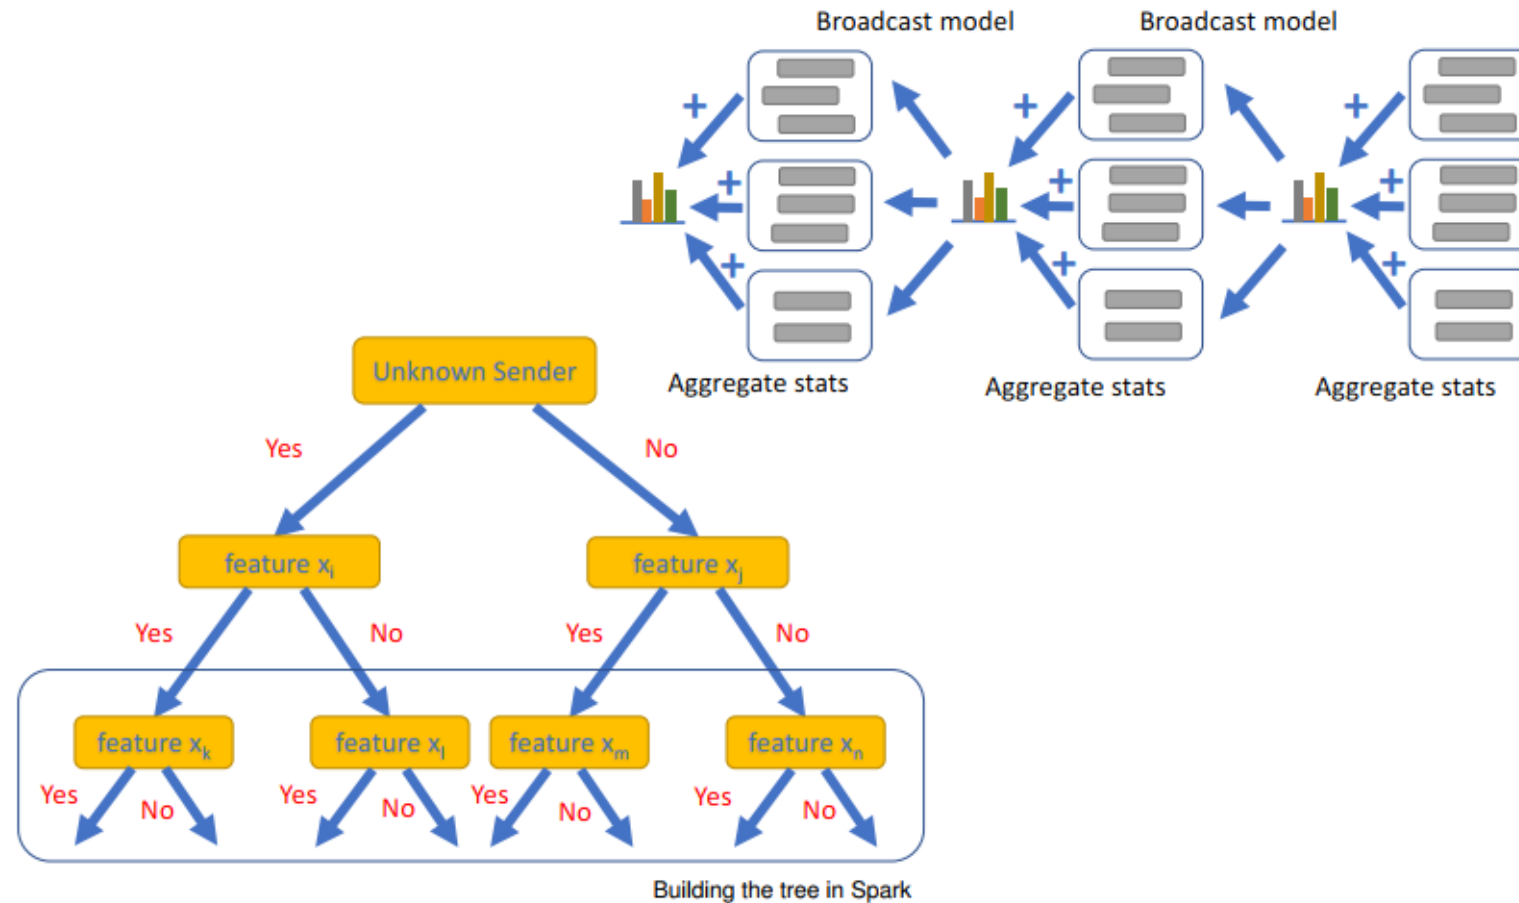 Broadcast model Broadcast model
+ + +
+ + +
+ + +
Aggregate stats Aggregate stats Aggregate stats
Unknown Sender
Yes No
feature xi feature xj
Yes No Yes No
feature xk feature xl feature xm feature xn
Yes No Yes No Yes No Yes No
Building the tree in Spark